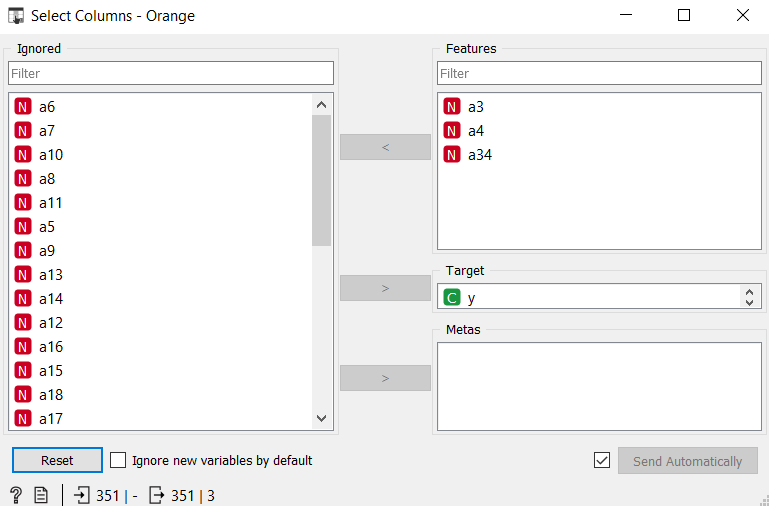 Select Columns - Orange
Ignored
Filter
N a6
N a7
N a10
N a8
N a11
N a5
N a9
N a13
N a14
N a12
N a16
N a15
N a18
N a17
<
>
>
Features
Filter
N a3
N a4
N a34
Target
C y
Metas
Reset
Ignore new variables by default
Send Automatically
? 351 | - 351 | 3